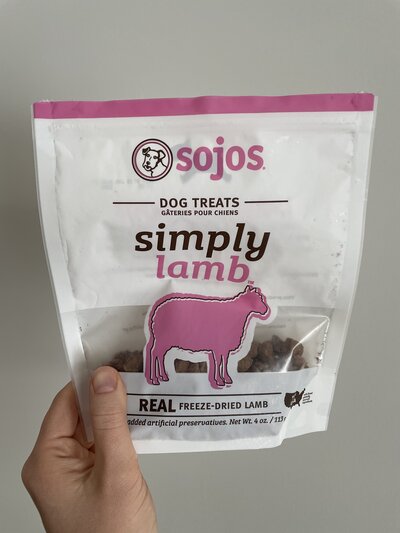 sojos®
DOG TREATS
GÂTERIES POUR CHIENS
simply
lamb™
REAL FREEZE-DRIED LAMB
added artificial preservatives. Net Wt. 4 oz. / 113